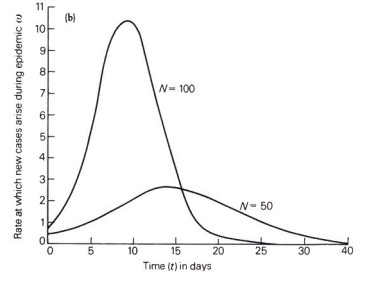 (b)
Rate at which new cases arise during epidemic ω
11
10
9
8
7
6
5
4
3
2
1
0
N = 100
N = 50
0 5 10 15 20 25 30 40
Time (t) in days